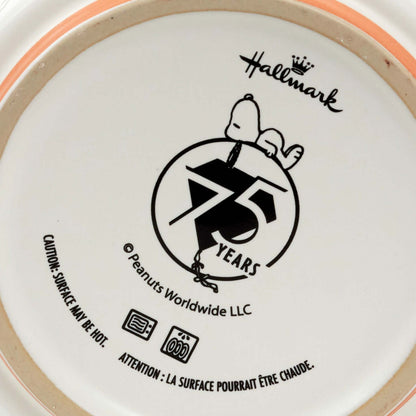 Hallmark
75
YEARS
© Peanuts Worldwide LLC
CAUTION: SURFACE MAY BE HOT.
ATTENTION : LA SURFACE POURRAIT ÊTRE CHAUDE.